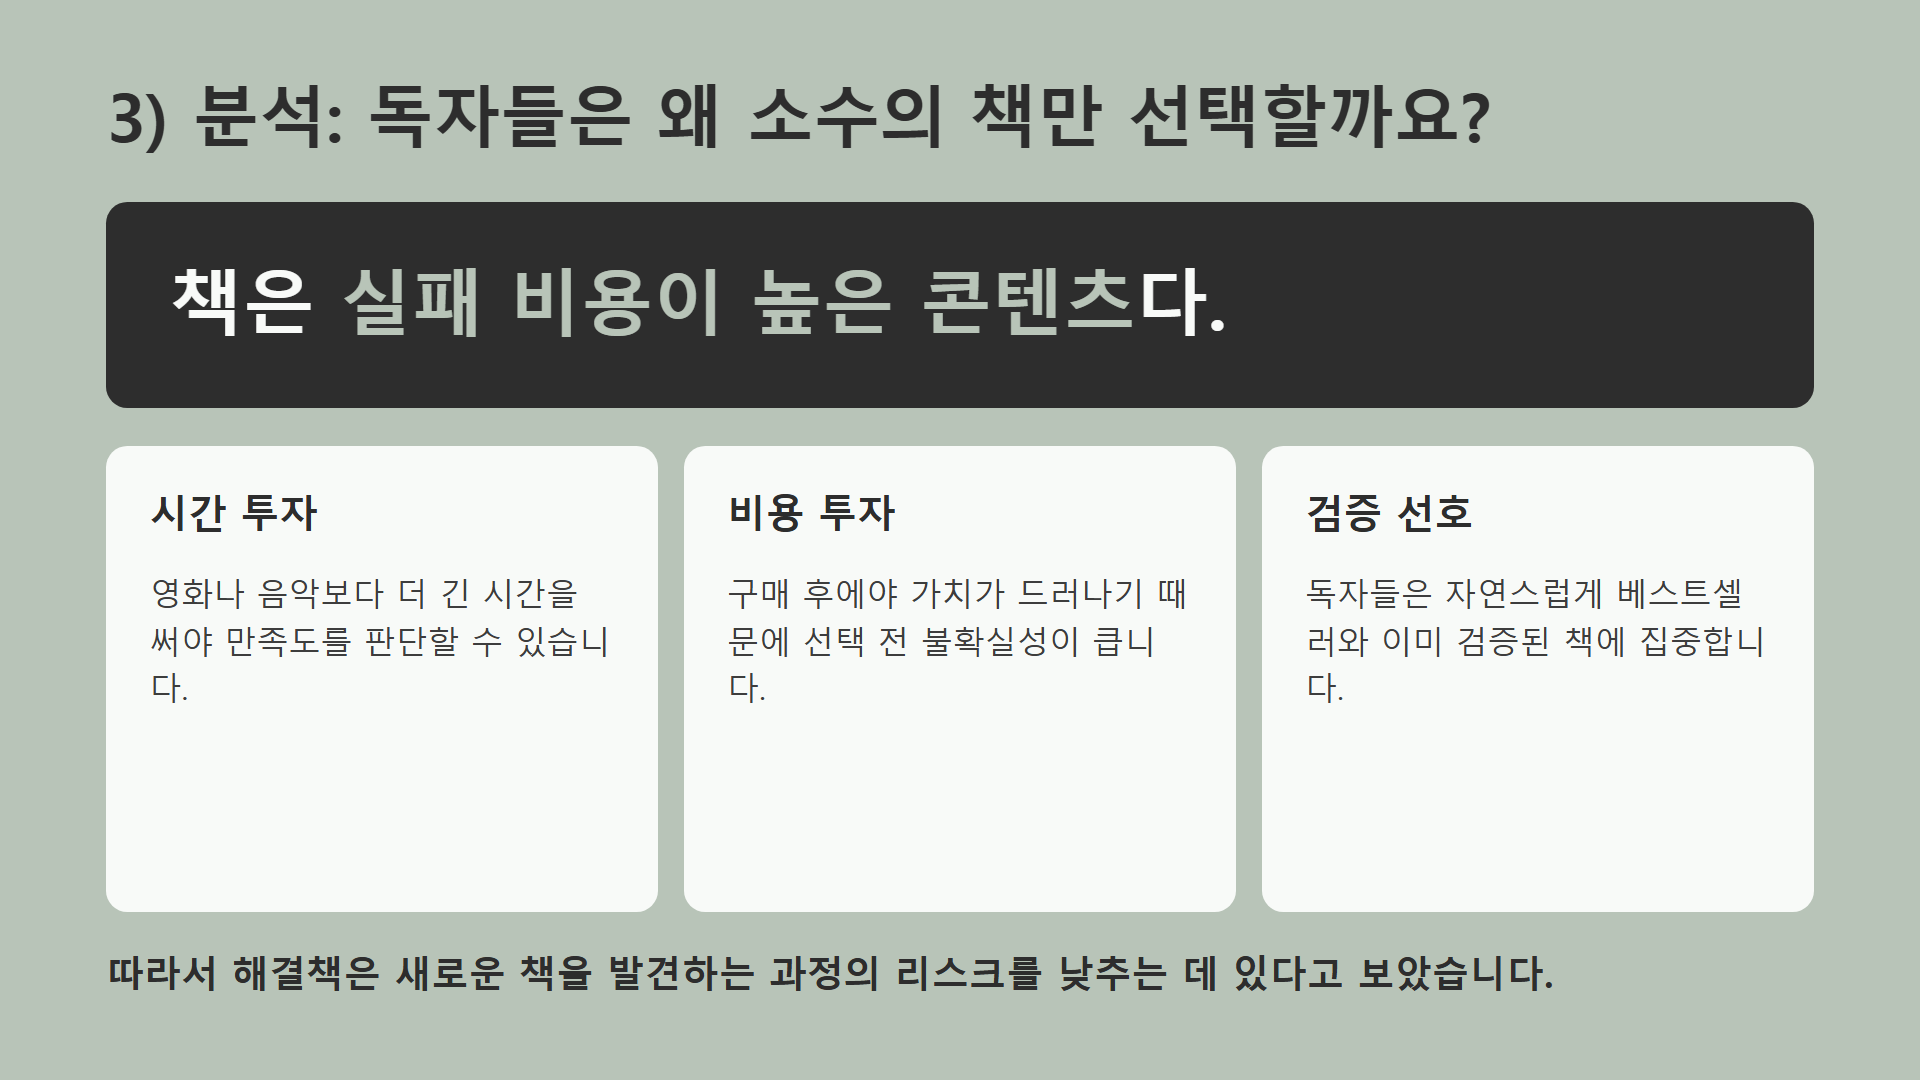 3) 분석: 독자들은 왜 소수의 책만 선택할까요?
책은 실패 비용이 높은 콘텐츠다.
시간 투자
영화나 음악보다 더 긴 시간을
써야 만족도를 판단할 수 있습니
다.
비용 투자
구매 후에야 가치가 드러나기 때
문에 선택 전 불확실성이 큽니
다.
검증 선호
독자들은 자연스럽게 베스트셀
러와 이미 검증된 책에 집중합니
다.
따라서 해결책은 새로운 책을 발견하는 과정의 리스크를 낮추는 데 있다고 보았습니다.